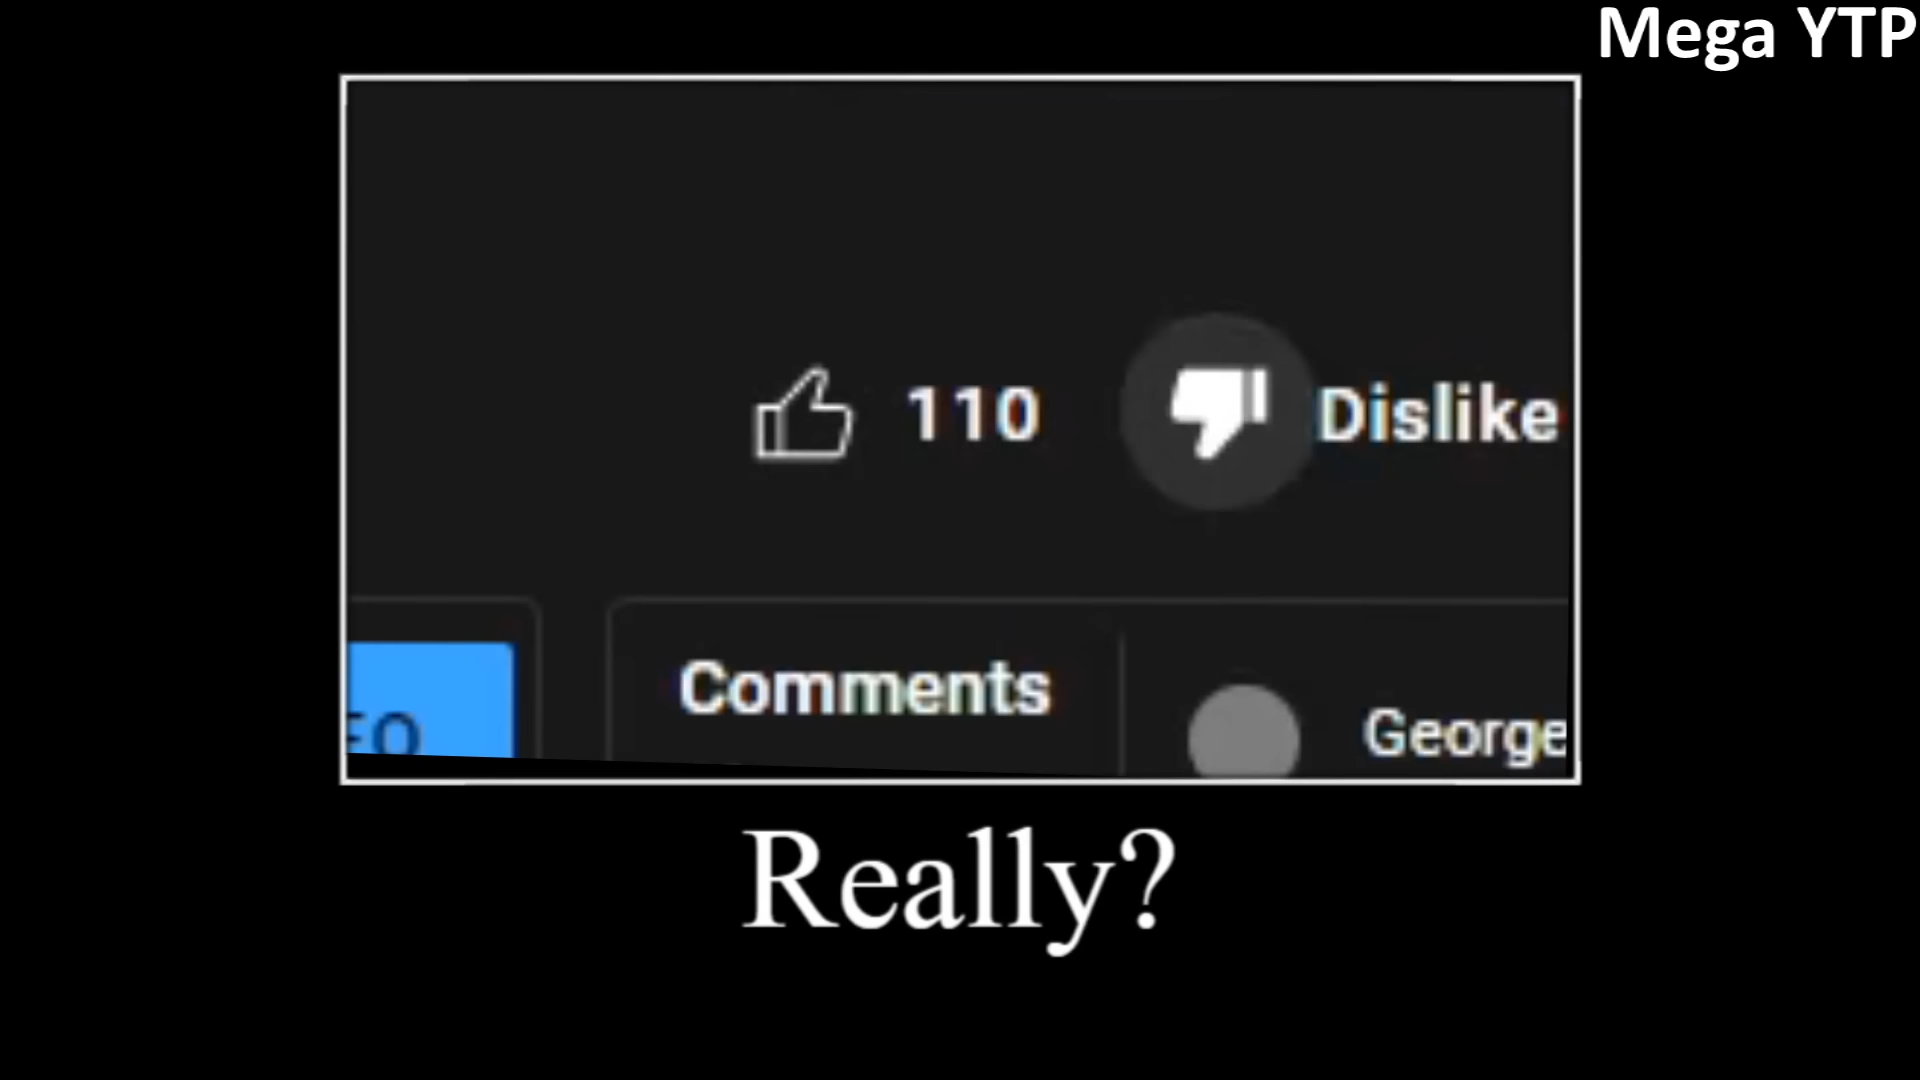 Mega YTP
110 Dislike
Comments
George
Really?